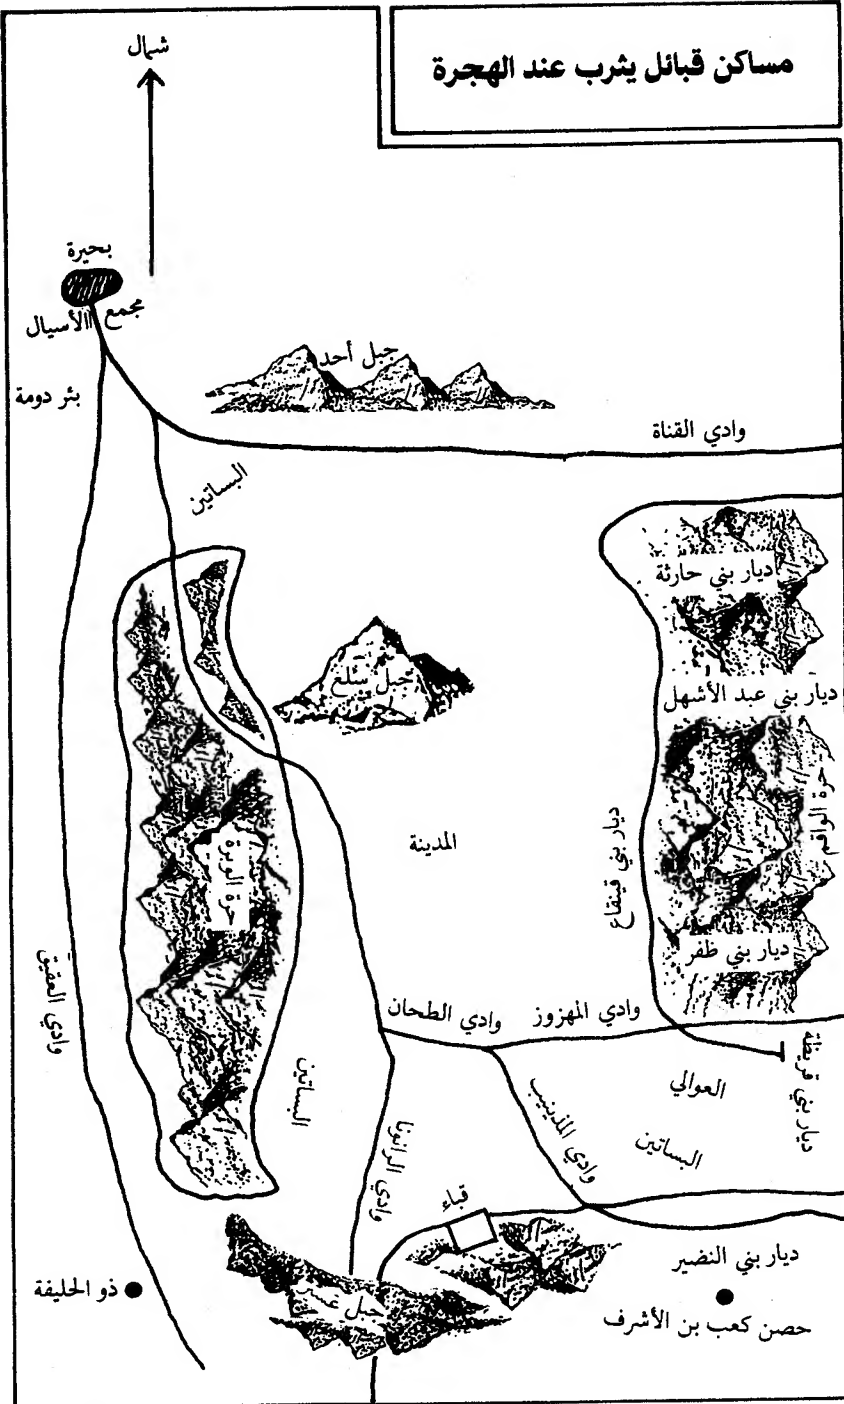 مساكن قبائل يثرب عند الهجرة
شمال
بحيرة
مجمع الأسيال
بئر دومة
جبل أحد
وادي القناة
البساتين
ديار بني حارثة
جبل سلع
ديار بني عبد الأشهل
حرة الواقم
ديار بني قينقاع
المدينة
حرة الوبرة
ديار بني ظفر
وادي العقيق
وادي الطحان
وادي المهزوز
ديار بني قريظة
العوالي
البساتين
البساتين
وادي المذينيب
وادي الرانونا
قباء
ديار بني النضير
جبل عير
ذو الحليفة
حصن كعب بن الأشرف